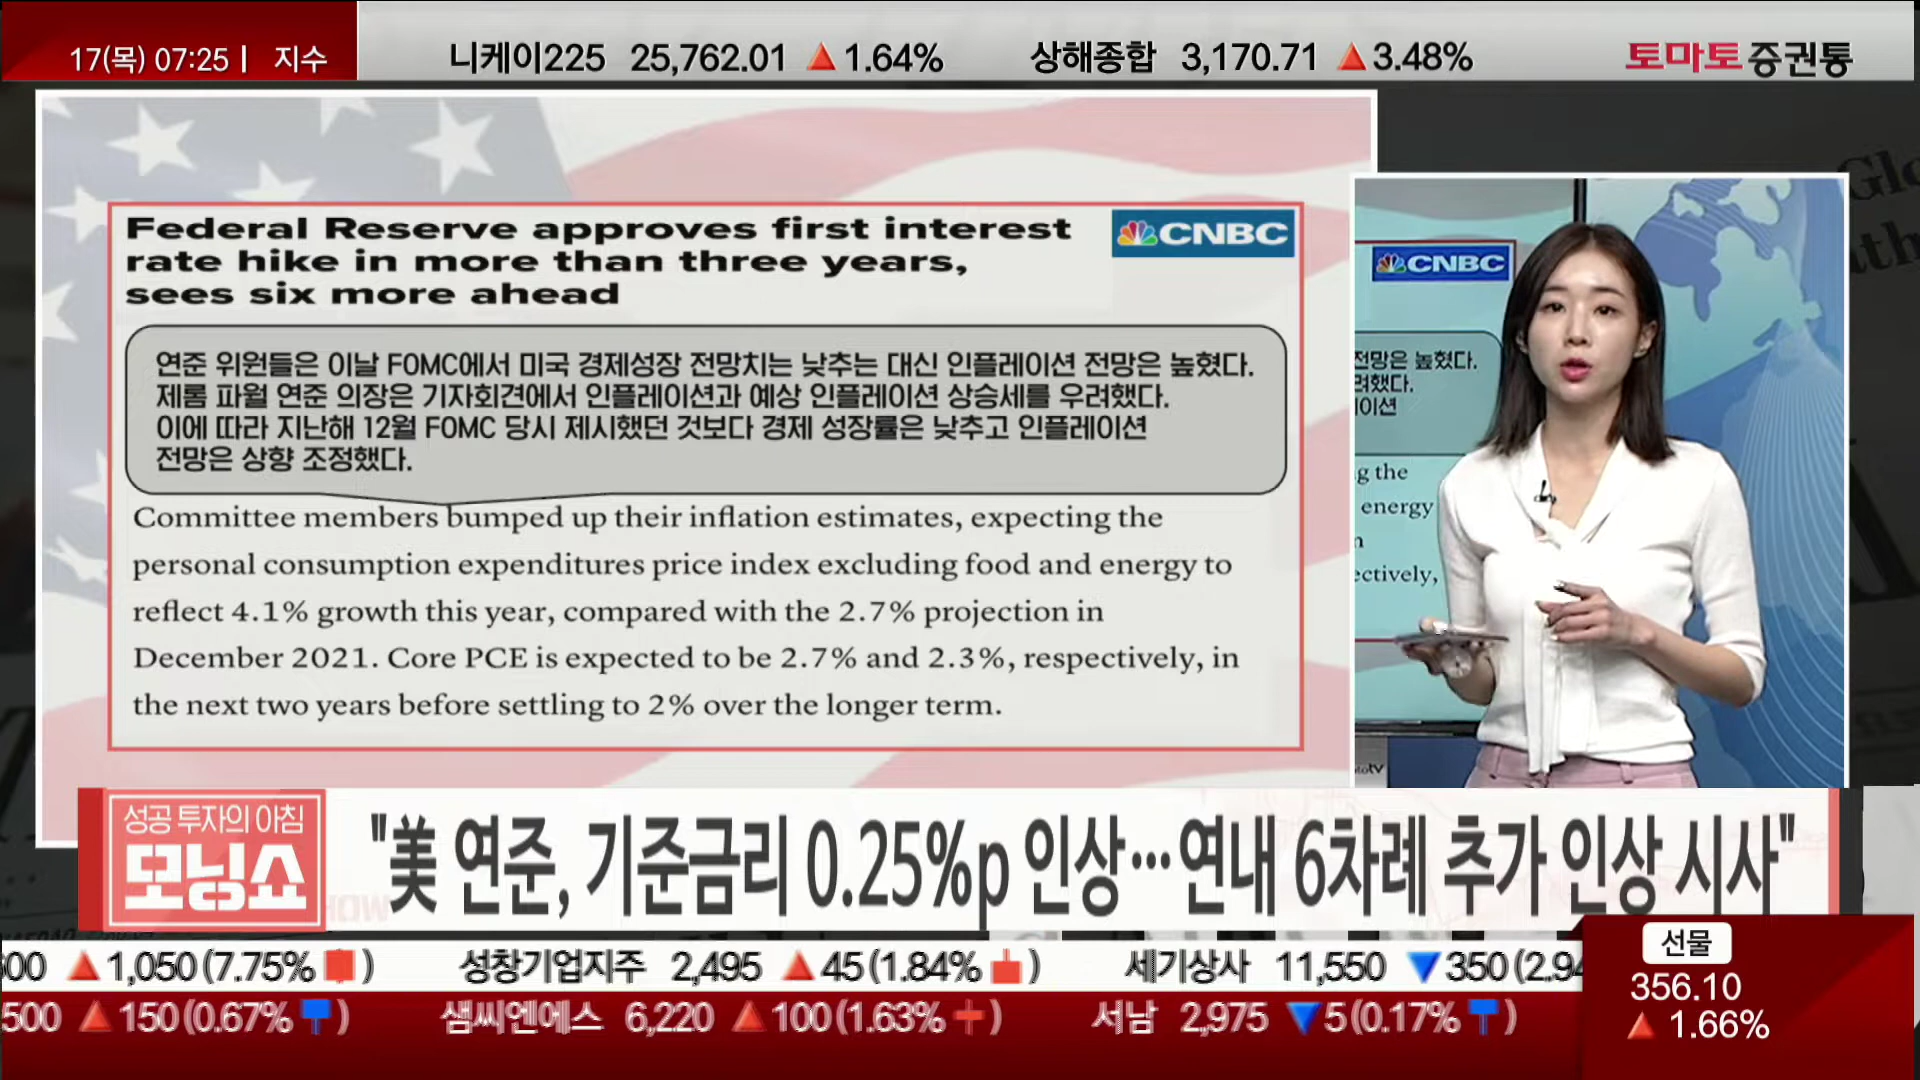 17(목) 07:25 | 지수
니케이225 25,762.01 ▲1.64% 상해종합 3,170.71 ▲3.48%
토마토증권통
Federal Reserve approves first interest
rate hike in more than three years,
sees six more ahead
CNBC
연준 위원들은 이날 FOMC에서 미국 경제성장 전망치는 낮추는 대신 인플레이션 전망은 높혔다.
제롬 파월 연준 의장은 기자회견에서 인플레이션과 예상 인플레이션 상승세를 우려했다.
이에 따라 지난해 12월 FOMC 당시 제시했던 것보다 경제 성장률은 낮추고 인플레이션
전망은 상향 조정했다.
Committee members bumped up their inflation estimates, expecting the
personal consumption expenditures price index excluding food and energy to
reflect 4.1% growth this year, compared with the 2.7% projection in
December 2021. Core PCE is expected to be 2.7% and 2.3%, respectively, in
the next two years before settling to 2% over the longer term.
CNBC
전망은 높혔다.
g the
energy
ectively,
성공 투자의 아침
모닝쇼
"美 연준, 기준금리 0.25%p 인상…연내 6차례 추가 인상 시사"
▲1,050(7.75%) 성창기업지주 2,495 ▲45(1.84%) 세기상사 11,550 ▼350(2.94
500 ▲150(0.67%) 샘씨엔에스 6,220 ▲100(1.63%) 서남 2,975 ▼5(0.17%)
선물
356.10
▲1.66%